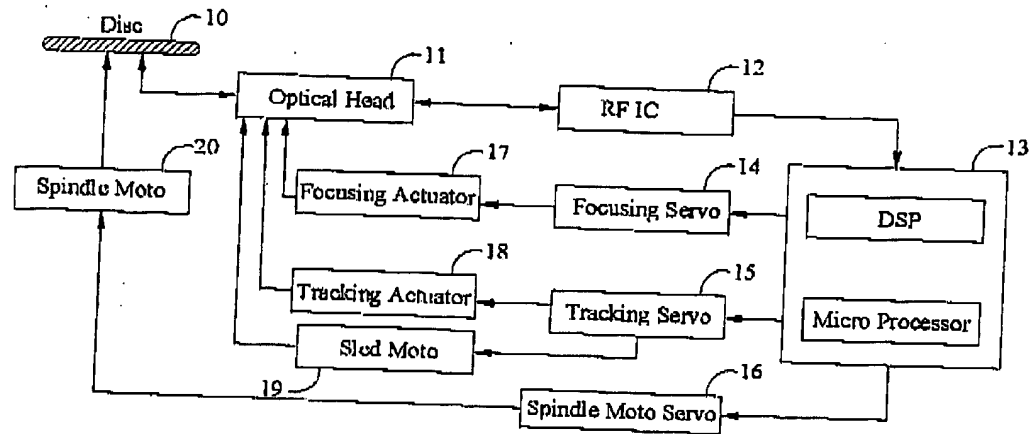 Disc 10
11
Optical Head
12
RF IC
13
20
Spindle Moto
17
Focusing Actuator
14
Focusing Servo
DSP
18
Tracking Actuator
15
Tracking Servo
Micro Processor
Sled Moto
19
16
Spindle Moto Servo